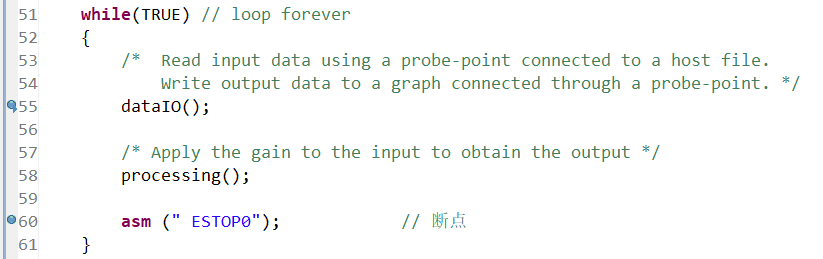 51 while(TRUE) // loop forever
52 {
53 /* Read input data using a probe-point connected to a host file.
54 Write output data to a graph connected through a probe-point. */
55 dataIO();
56
57 /* Apply the gain to the input to obtain the output */
58 processing();
59
60 asm (" ESTOP0"); // 断点
61 }